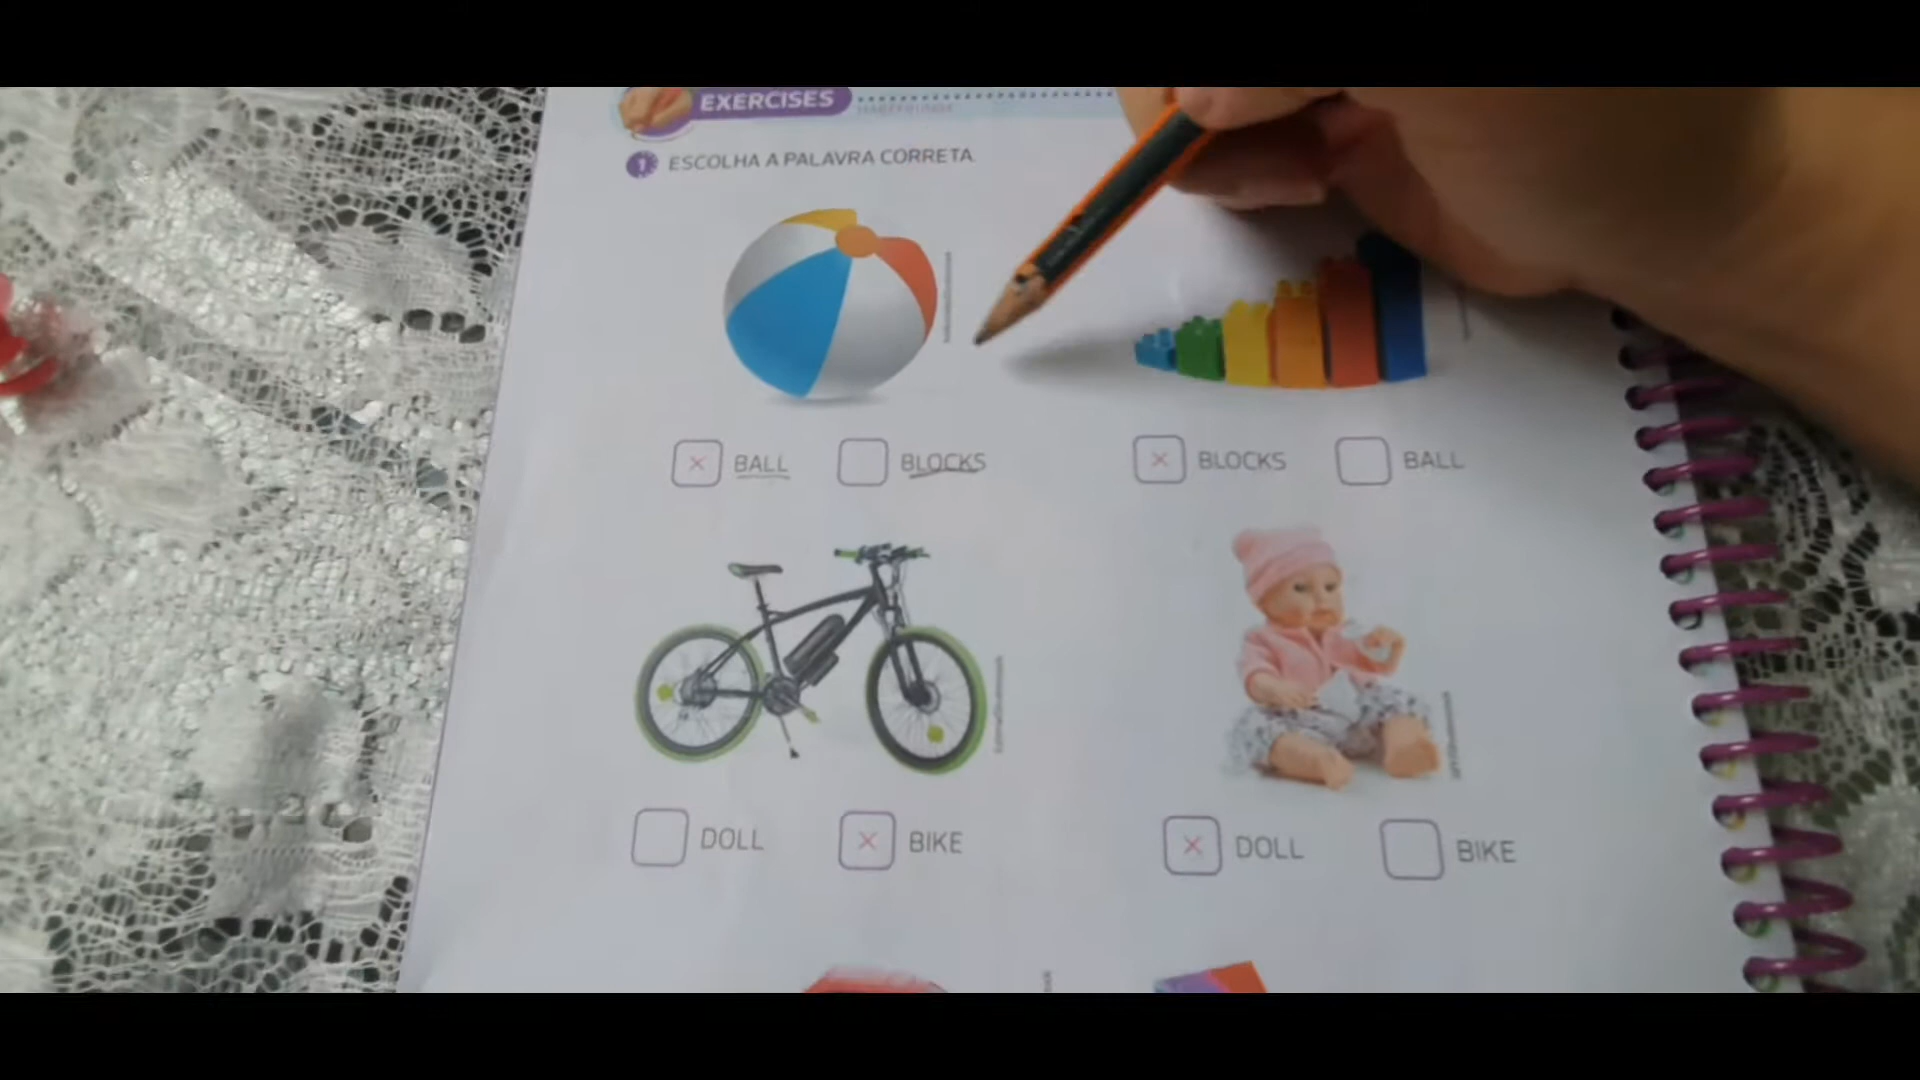 EXERCISES
1 ESCOLHA A PALAVRA CORRETA
BALL BLOCKS
BLOCKS BALL
DOLL BIKE
DOLL BIKE